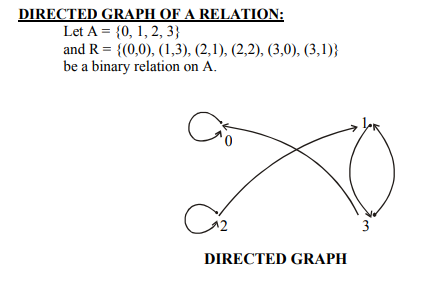 DIRECTED GRAPH OF A RELATION:
Let A = {0, 1, 2, 3}
and R = {(0,0), (1,3), (2,1), (2,2), (3,0), (3,1)}
be a binary relation on A.
1
0
2
3
DIRECTED GRAPH